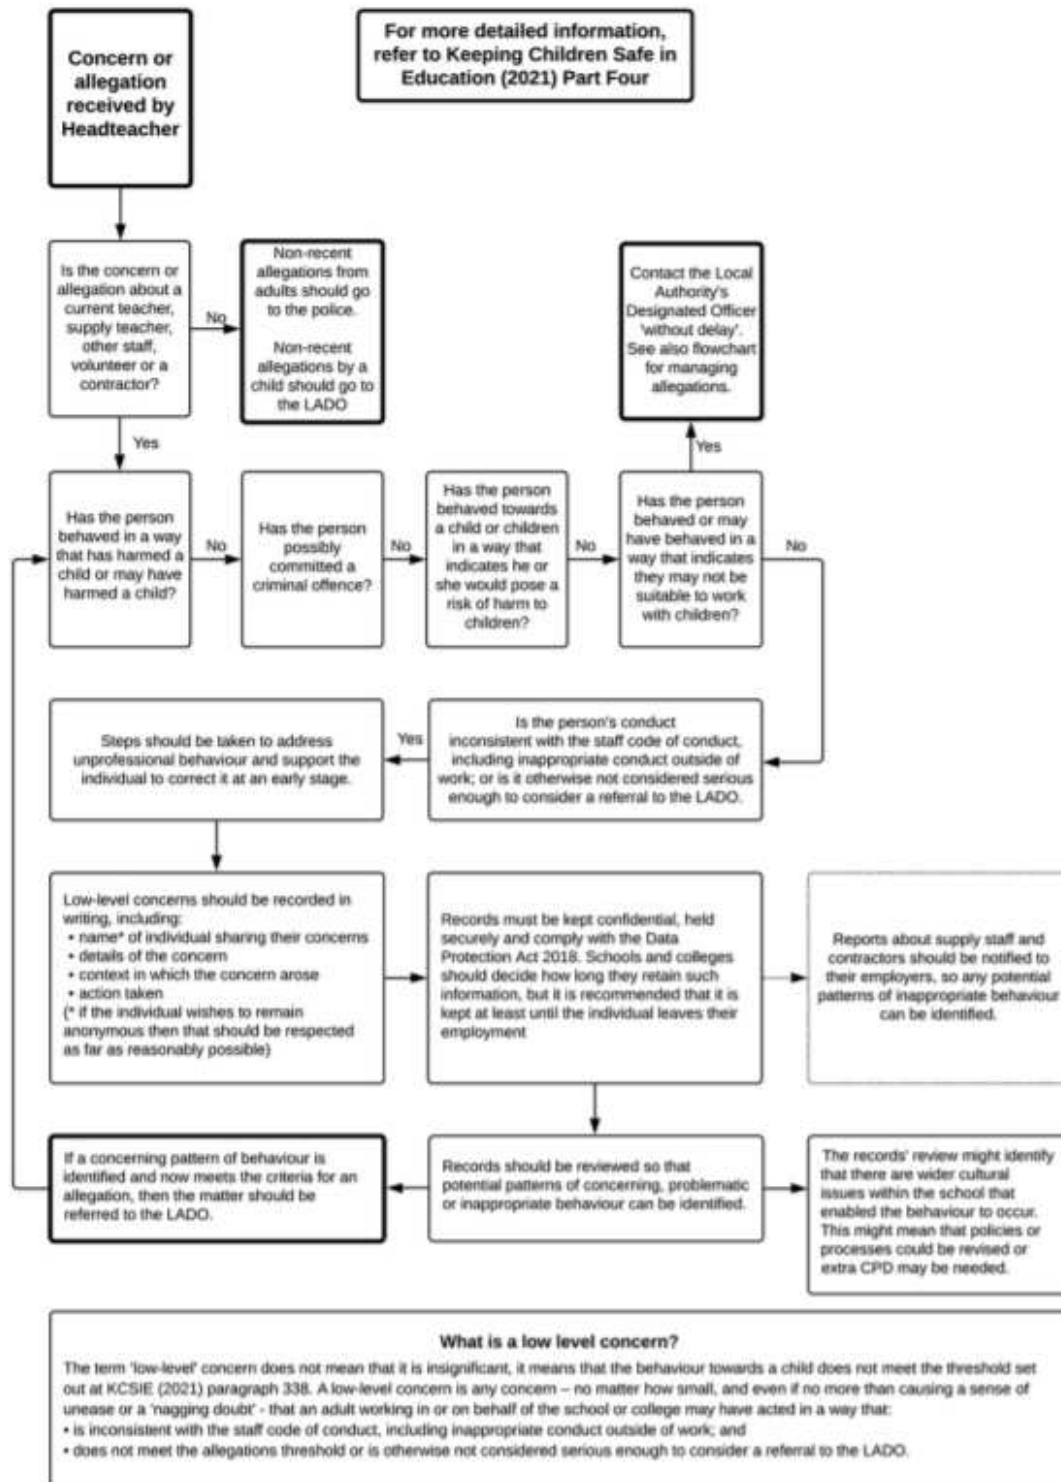 Concern or
allegation
received by
Headteacher
For more detailed information,
refer to Keeping Children Safe in
Education (2021) Part Four
Is the concern or
allegation about a
current teacher,
supply teacher,
other staff,
volunteer or a
contractor?
No
Non-recent
allegations from
adults should go
to the police.
Non-recent
allegations by a
child should go to
the LADO
Contact the Local
Authority's
Designated Officer
'without delay'.
See also flowchart
for managing
allegations.
Yes
Yes
Has the person
behaved in a way
that has harmed a
child or may have
harmed a child?
No
Has the person
possibly
committed a
criminal offence?
No
Has the person
behaved towards
a child or children
in a way that
indicates he or
she would pose a
risk of harm to
children?
No
Has the person
behaved or may
have behaved in a
way that indicates
they may not be
suitable to work
with children?
No
Steps should be taken to address
unprofessional behaviour and support the
individual to correct it at an early stage.
Yes
Is the person's conduct
inconsistent with the staff code of conduct,
including inappropriate conduct outside of
work; or is it otherwise not considered serious
enough to consider a referral to the LADO.
Low-level concerns should be recorded in
writing, including:
• name* of individual sharing their concerns
• details of the concern
• context in which the concern arose
• action taken
(* if the individual wishes to remain
anonymous then that should be respected
as far as reasonably possible)
Records must be kept confidential, held
securely and comply with the Data
Protection Act 2018. Schools and colleges
should decide how long they retain such
information, but it is recommended that it is
kept at least until the individual leaves their
employment
Reports about supply staff and
contractors should be notified to
their employers, so any potential
patterns of inappropriate behaviour
can be identified.
If a concerning pattern of behaviour is
identified and now meets the criteria for an
allegation, then the matter should be
referred to the LADO.
Records should be reviewed so that
potential patterns of concerning, problematic
or inappropriate behaviour can be identified.
The records' review might identify
that there are wider cultural
issues within the school that
enabled the behaviour to occur.
This might mean that policies or
processes could be revised or
extra CPD may be needed.
What is a low level concern?
The term 'low-level' concern does not mean that it is insignificant, it means that the behaviour towards a child does not meet the threshold set
out at KCSIE (2021) paragraph 338. A low-level concern is any concern – no matter how small, and even if no more than causing a sense of
unease or a 'nagging doubt' - that an adult working in or on behalf of the school or college may have acted in a way that:
• is inconsistent with the staff code of conduct, including inappropriate conduct outside of work; and
• does not meet the allegations threshold or is otherwise not considered serious enough to consider a referral to the LADO.